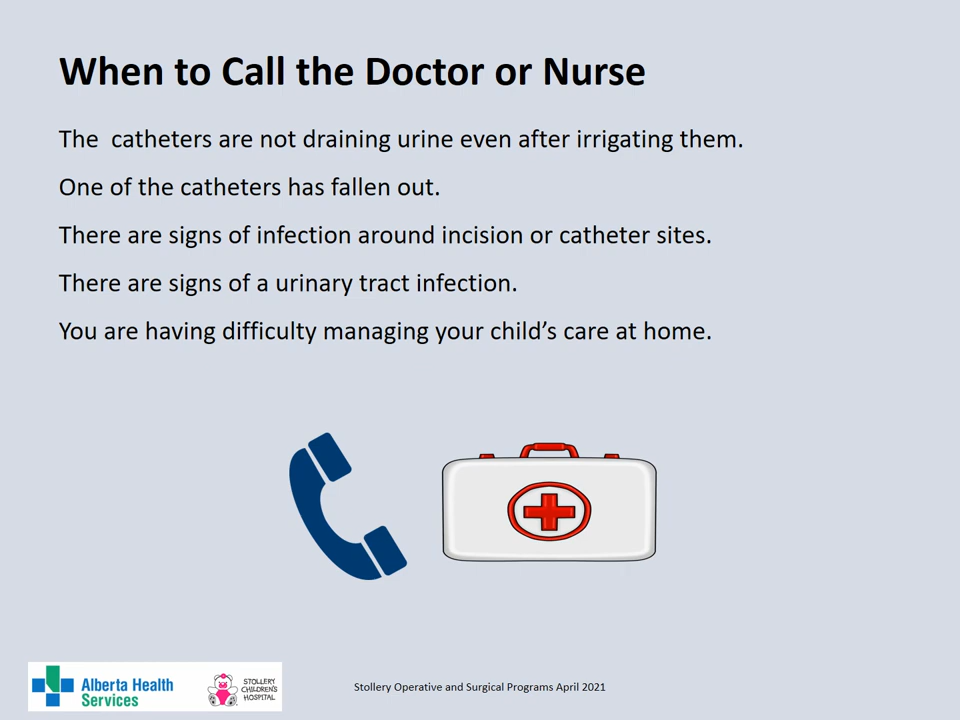 When to Call the Doctor or Nurse
The  catheters are not draining urine even after irrigating them.
One of the catheters has fallen out.
There are signs of infection around incision or catheter sites.
There are signs of a urinary tract infection.
You are having difficulty managing your child’s care at home.
Alberta Health
Services
STOLLERY
CHILDREN'S
HOSPITAL
Stollery Operative and Surgical Programs April 2021